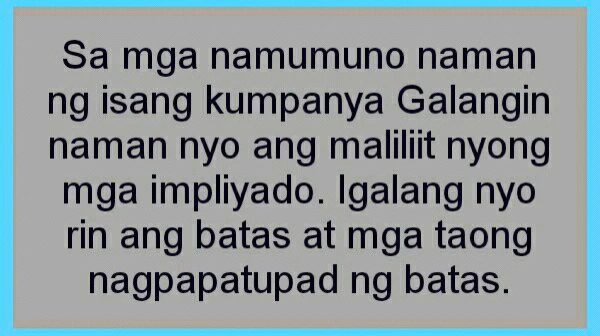 Sa mga namumuno naman
ng isang kumpanya Galangin
naman nyo ang maliliit nyong
mga impliyado. Igalang nyo
rin ang batas at mga taong
nagpapatupad ng batas.